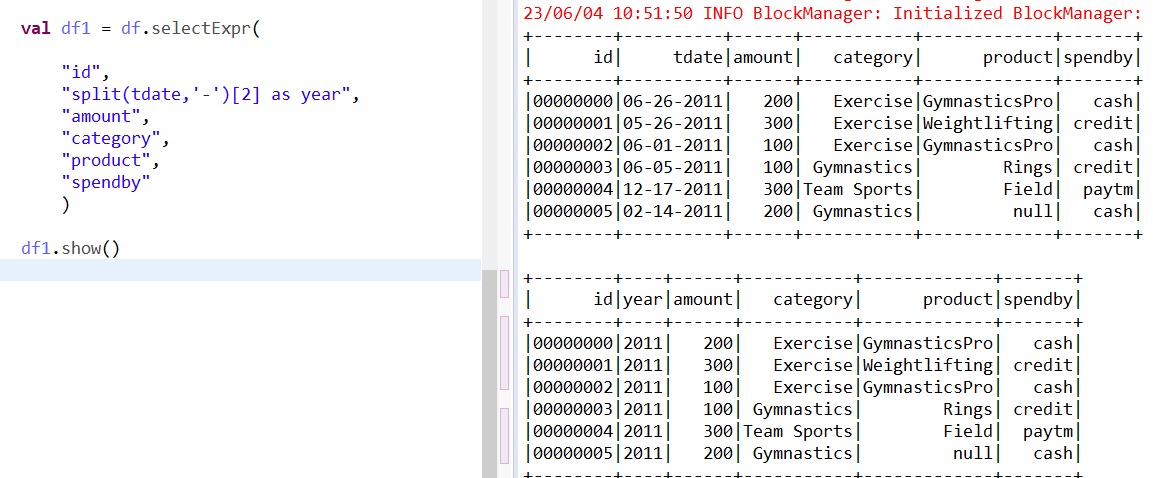 val df1 = df.selectExpr(
"id",
"split(tdate,'-')[2] as year",
"amount",
"category",
"product",
"spendby"
)
df1.show()
23/06/04 10:51:50 INFO BlockManager: Initialized BlockManager:
+--------+----------+------+-----------+-------------+-------+
|      id|     tdate|amount|   category|      product|spendby|
+--------+----------+------+-----------+-------------+-------+
|00000000|06-26-2011|   200|   Exercise|GymnasticsPro|   cash|
|00000001|05-26-2011|   300|   Exercise|Weightlifting| credit|
|00000002|06-01-2011|   100|   Exercise|GymnasticsPro|   cash|
|00000003|06-05-2011|   100| Gymnastics|        Rings| credit|
|00000004|12-17-2011|   300|Team Sports|        Field|  paytm|
|00000005|02-14-2011|   200| Gymnastics|         null|   cash|
+--------+----------+------+-----------+-------------+-------+
+--------+----+------+-----------+-------------+-------+
|      id|year|amount|   category|      product|spendby|
+--------+----+------+-----------+-------------+-------+
|00000000|2011|   200|   Exercise|GymnasticsPro|   cash|
|00000001|2011|   300|   Exercise|Weightlifting| credit|
|00000002|2011|   100|   Exercise|GymnasticsPro|   cash|
|00000003|2011|   100| Gymnastics|        Rings| credit|
|00000004|2011|   300|Team Sports|        Field|  paytm|
|00000005|2011|   200| Gymnastics|         null|   cash|
+--------+----+------+-----------+-------------+-------+